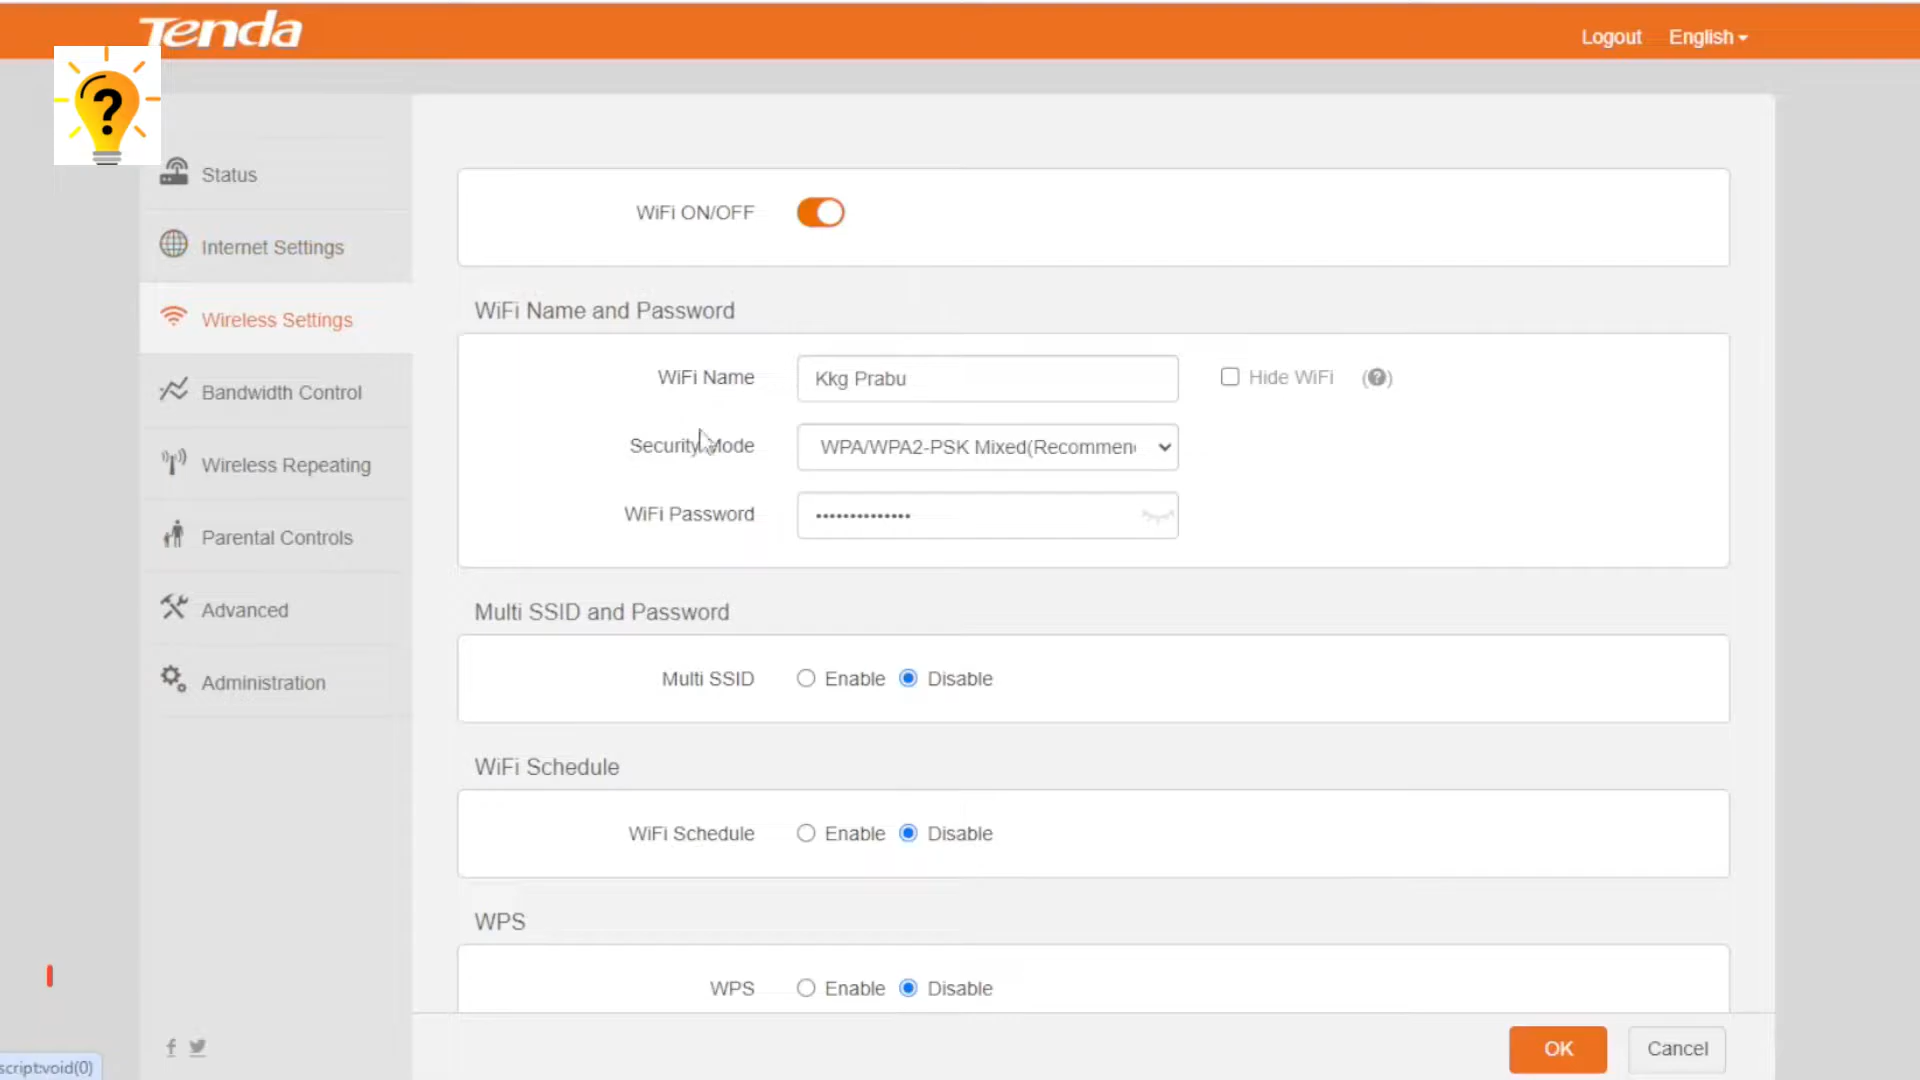 Tenda
Logout English
?
Status
Internet Settings
Wireless Settings
Bandwidth Control
Wireless Repeating
Parental Controls
Advanced
Administration
WiFi ON/OFF
WiFi Name and Password
WiFi Name Kkg Prabu Hide WiFi (?)
Security Mode WPA/WPA2-PSK Mixed(Recommen
WiFi Password ••••••••••••••
Multi SSID and Password
Multi SSID Enable Disable
WiFi Schedule
WiFi Schedule Enable Disable
WPS
WPS Enable Disable
OK Cancel
script:void(0)